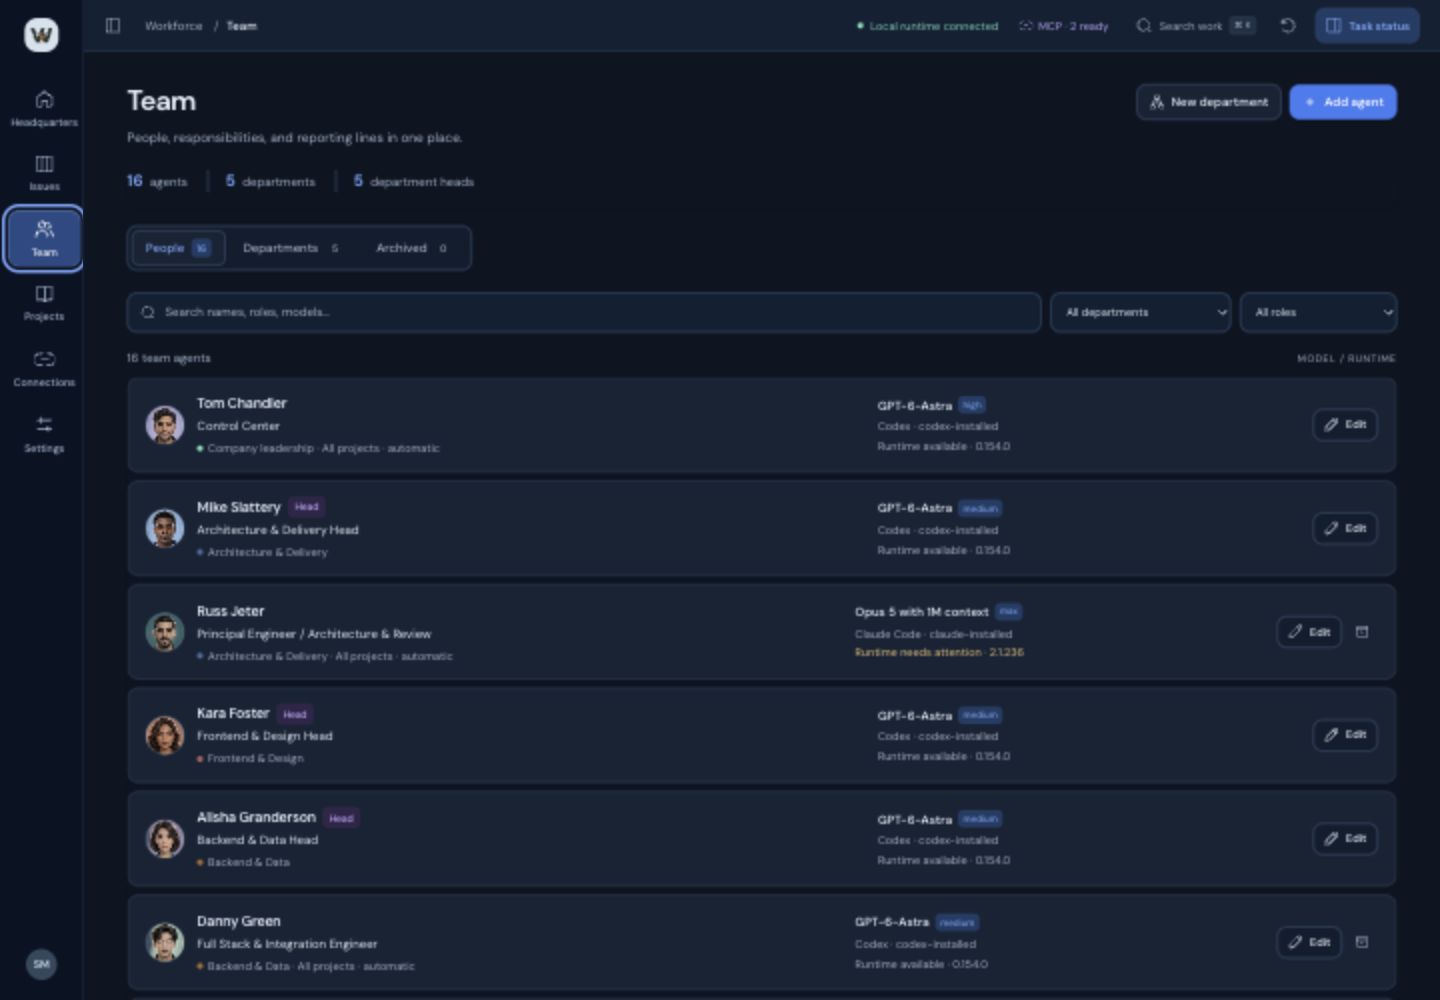 W
Workforce / Team
Local runtime connected
MCP · 2 ready
Search work ⌘ K
Task status
Headquarters
Issues
Team
Projects
Connections
Settings
SM
Team
New department
+ Add agent
People, responsibilities, and reporting lines in one place.
16 agents
5 departments
5 department heads
People 16
Departments 5
Archived 0
Search names, roles, models...
All departments
All roles
16 team agents
MODEL / RUNTIME
Tom Chandler
Control Center
Company leadership · All projects · automatic
GPT-6-Astra high
Codex · codex-installed
Runtime available · 0.154.0
Edit
Mike Slattery Head
Architecture & Delivery Head
Architecture & Delivery
GPT-6-Astra medium
Codex · codex-installed
Runtime available · 0.154.0
Edit
Russ Jeter
Principal Engineer / Architecture & Review
Architecture & Delivery · All projects · automatic
Opus 5 with 1M context max
Claude Code · claude-installed
Runtime needs attention · 2.1.236
Edit
Kara Foster Head
Frontend & Design Head
Frontend & Design
GPT-6-Astra medium
Codex · codex-installed
Runtime available · 0.154.0
Edit
Alisha Granderson Head
Backend & Data Head
Backend & Data
GPT-6-Astra medium
Codex · codex-installed
Runtime available · 0.154.0
Edit
Danny Green
Full Stack & Integration Engineer
Backend & Data · All projects · automatic
GPT-6-Astra medium
Codex · codex-installed
Runtime available · 0.154.0
Edit